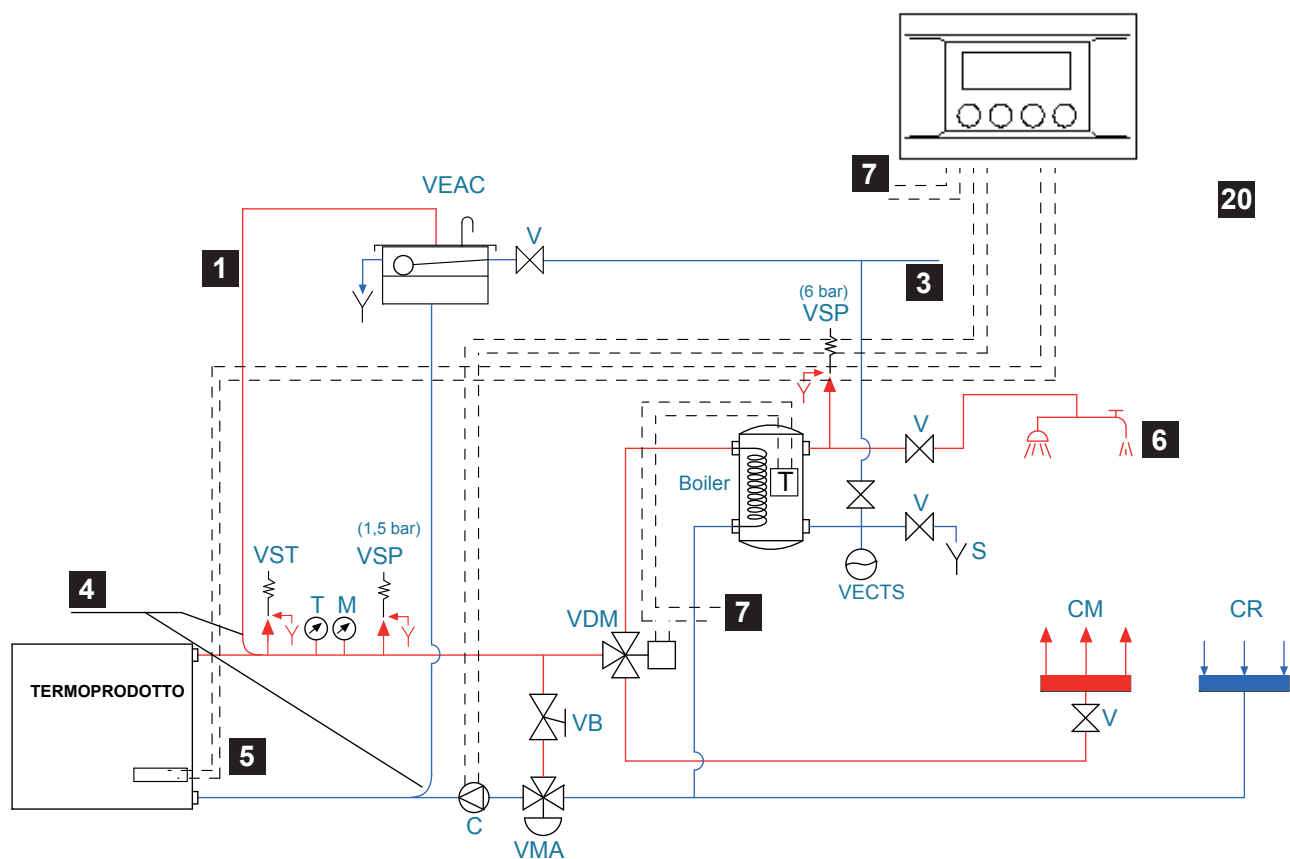 7
20
VEAC
V
1
3
(6 bar)
VSP
V
6
Boiler
T
(1,5 bar)
VST
VSP
V
S
4
T
M
VECTS
7
VDM
CM
CR
TERMOPRODOTTO
VB
V
5
C
VMA